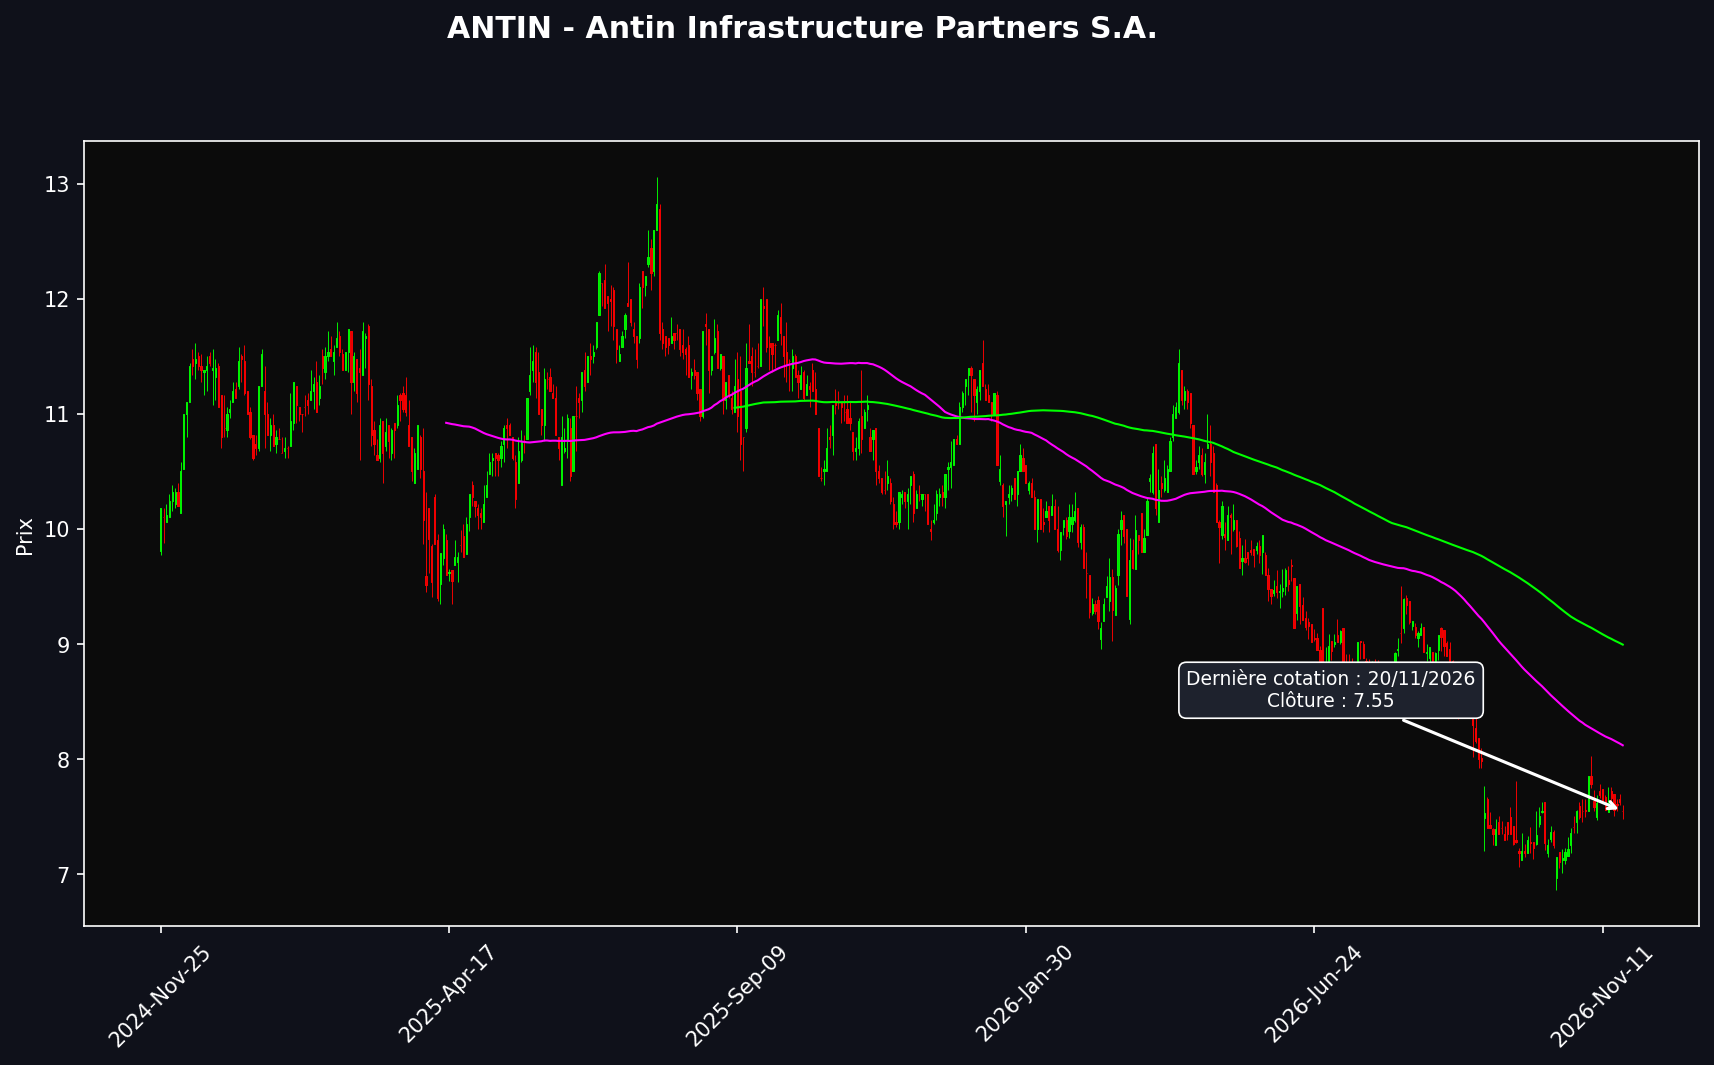 ANTIN - Antin Infrastructure Partners S.A.
Prix
13
12
11
10
9
8
7
Dernière cotation : 20/11/2026
Clôture : 7.55
2024-Nov-25
2025-Apr-17
2025-Sep-09
2026-Jan-30
2026-Jun-24
2026-Nov-11